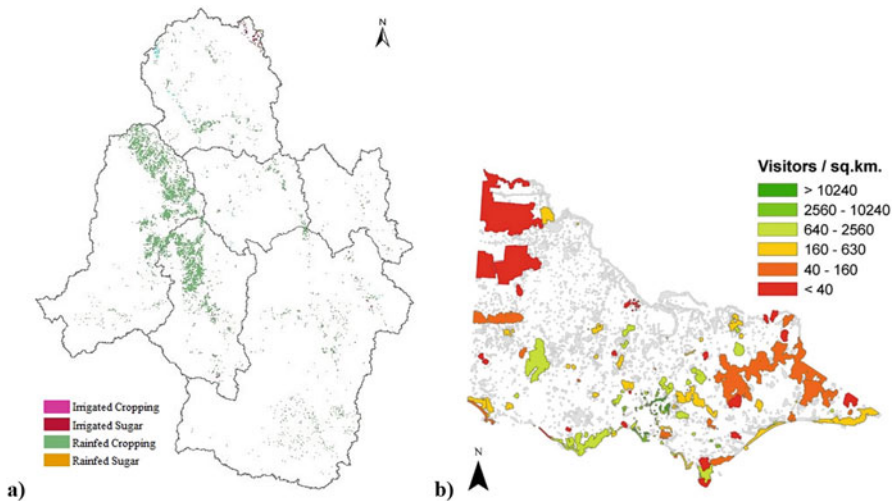 N
Irrigated Cropping
Irrigated Sugar
Rainfed Cropping
Rainfed Sugar
a)
Visitors / sq.km.
> 10240
2560 - 10240
640 - 2560
160 - 630
40 - 160
< 40
N
b)